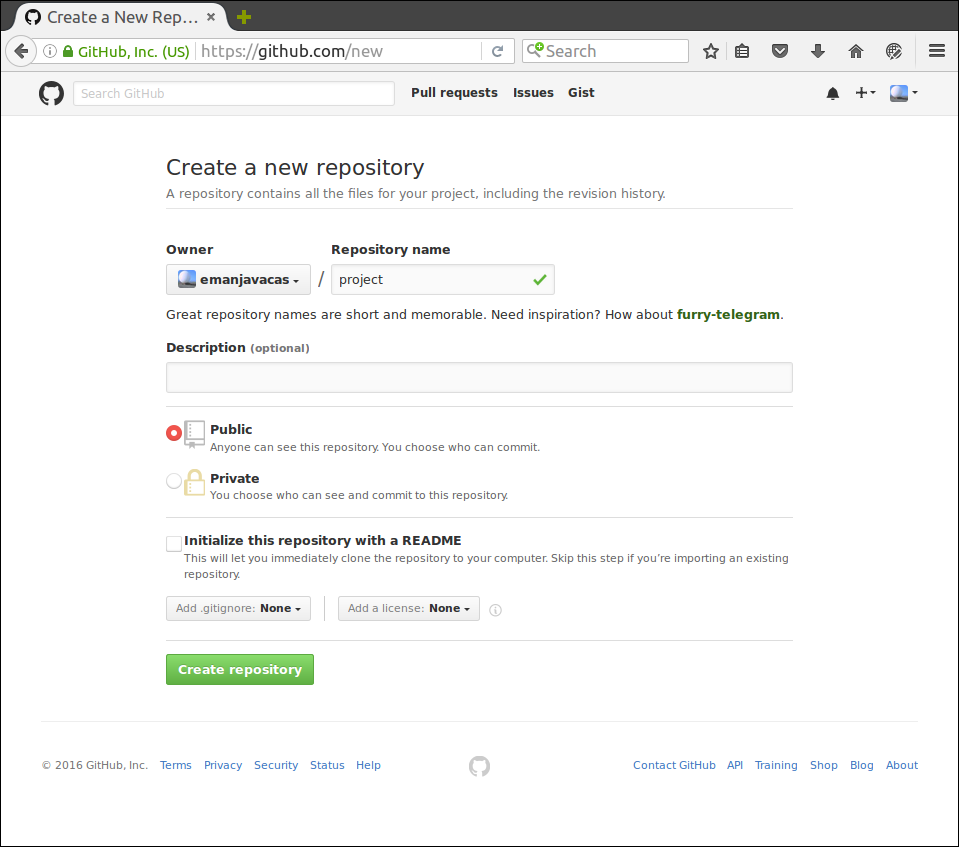 Create a New Rep… ×
GitHub, Inc. (US) https://github.com/new Search
Search GitHub Pull requests Issues Gist
Create a new repository
A repository contains all the files for your project, including the revision history.
Owner Repository name
emanjavacas / project
Great repository names are short and memorable. Need inspiration? How about furry-telegram.
Description (optional)
Public
Anyone can see this repository. You choose who can commit.
Private
You choose who can see and commit to this repository.
Initialize this repository with a README
This will let you immediately clone the repository to your computer. Skip this step if you’re importing an existing
repository.
Add .gitignore: None Add a license: None
Create repository
© 2016 GitHub, Inc. Terms Privacy Security Status Help Contact GitHub API Training Shop Blog About